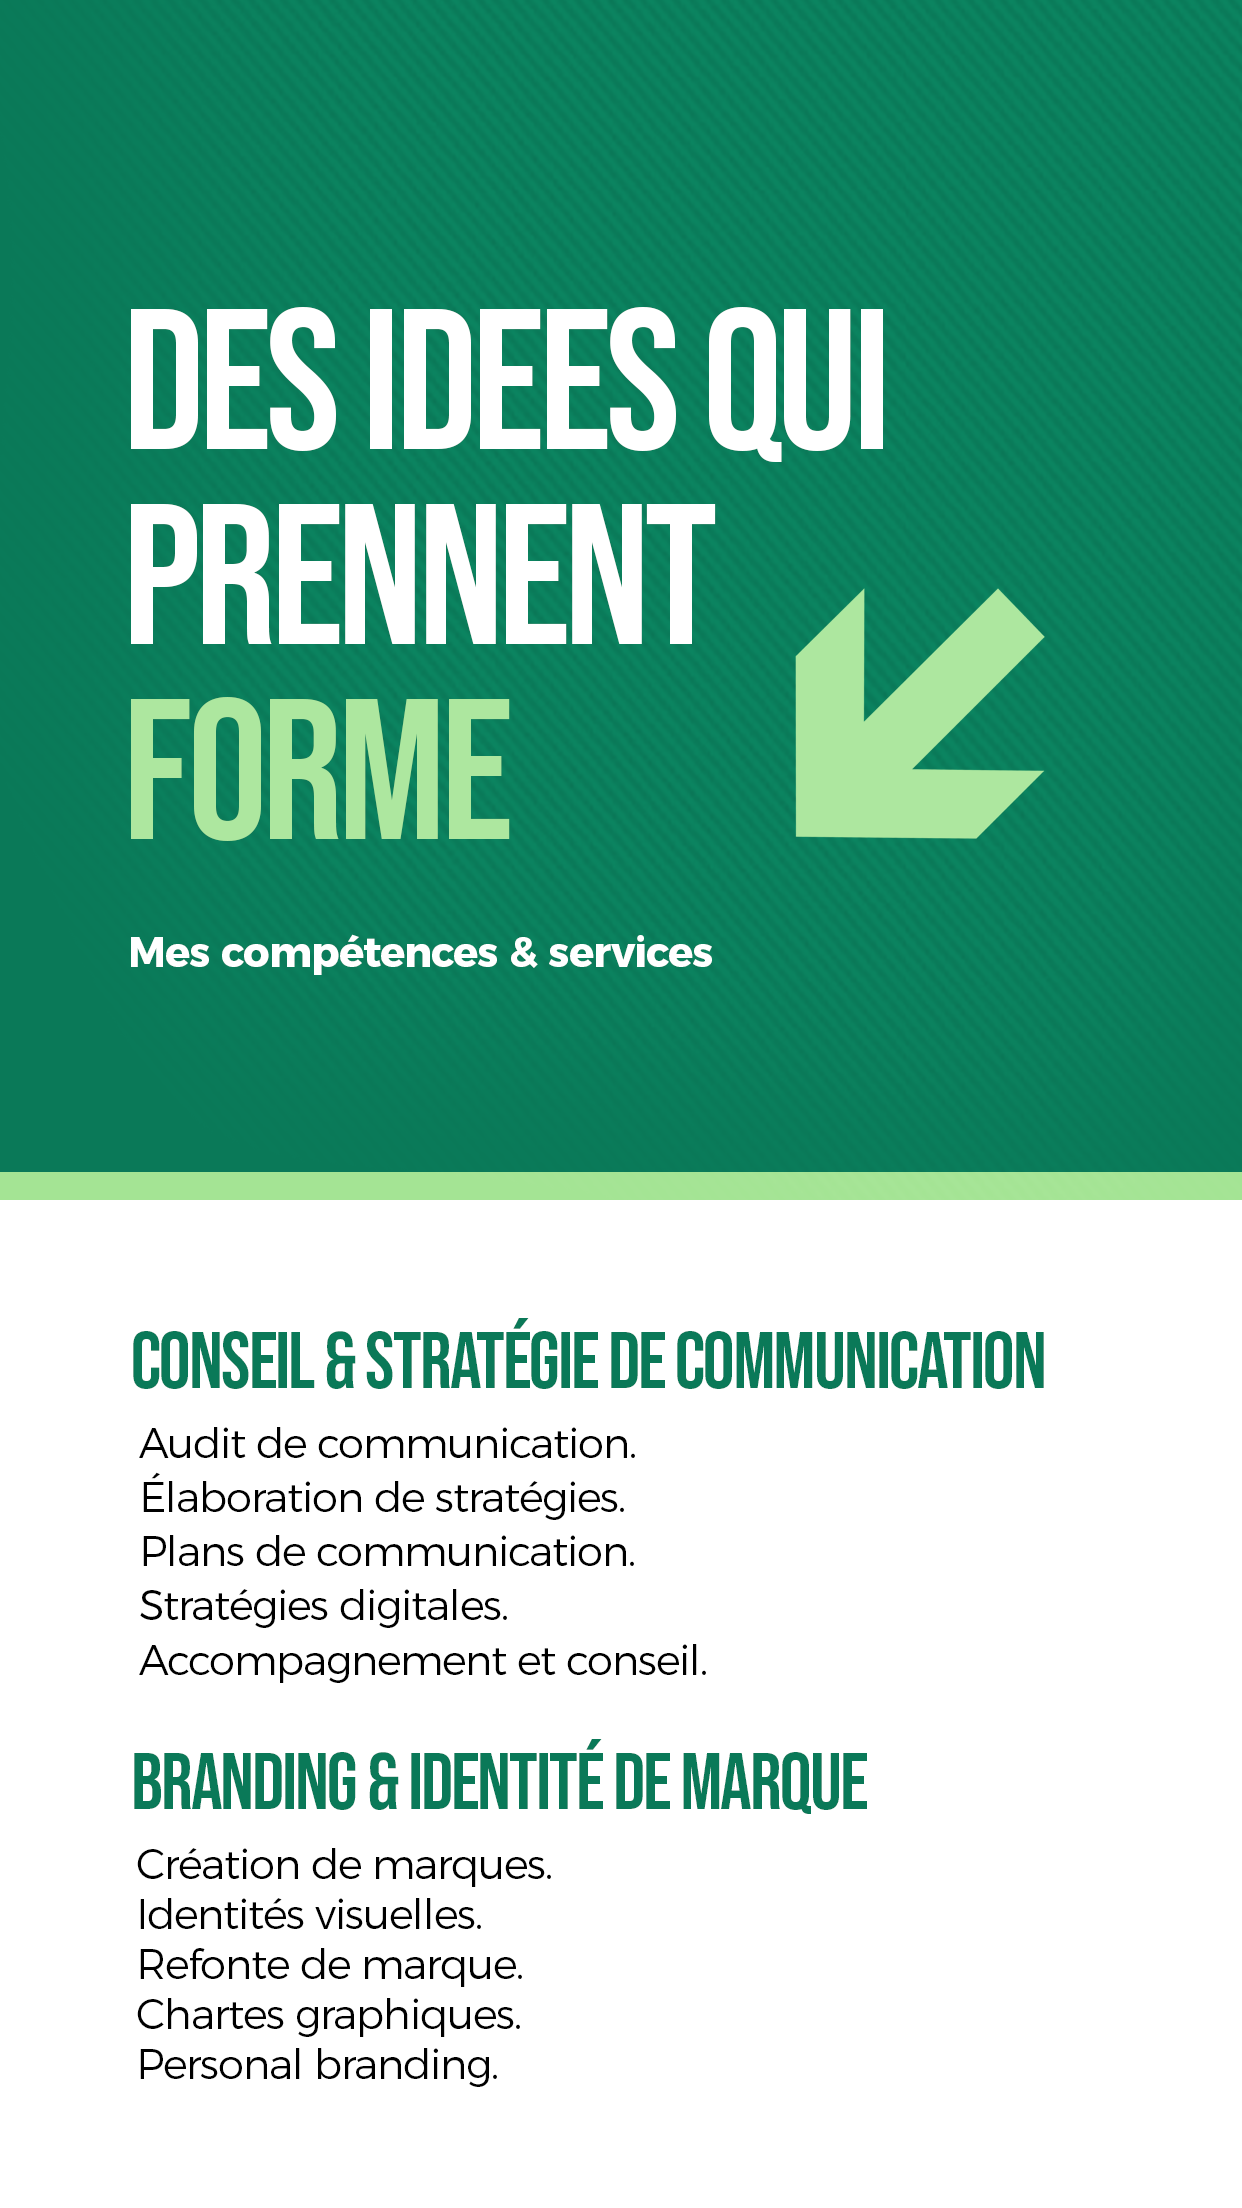 DES IDEES QUI
PRENNENT
FORME
Mes compétences & services
CONSEIL & STRATÉGIE DE COMMUNICATION
Audit de communication.
Élaboration de stratégies.
Plans de communication.
Stratégies digitales.
Accompagnement et conseil.
BRANDING & IDENTITÉ DE MARQUE
Création de marques.
Identités visuelles.
Refonte de marque.
Chartes graphiques.
Personal branding.